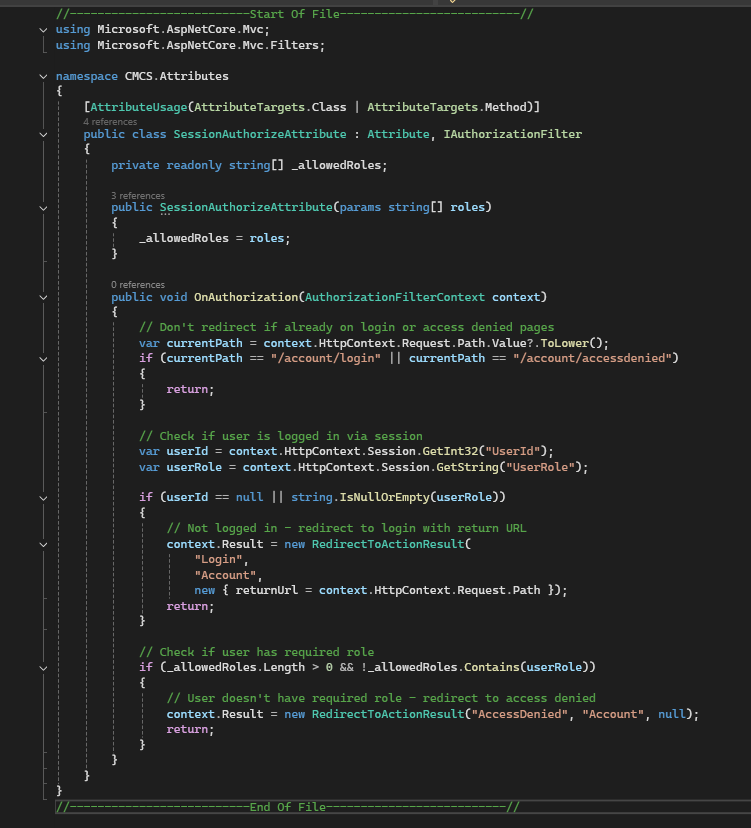 //--------------------------Start Of File--------------------------//
using Microsoft.AspNetCore.Mvc;
using Microsoft.AspNetCore.Mvc.Filters;

namespace CMCS.Attributes
{
    [AttributeUsage(AttributeTargets.Class | AttributeTargets.Method)]
    4 references
    public class SessionAuthorizeAttribute : Attribute, IAuthorizationFilter
    {
        private readonly string[] _allowedRoles;

        3 references
        public SessionAuthorizeAttribute(params string[] roles)
        {
            _allowedRoles = roles;
        }

        0 references
        public void OnAuthorization(AuthorizationFilterContext context)
        {
            // Don't redirect if already on login or access denied pages
            var currentPath = context.HttpContext.Request.Path.Value?.ToLower();
            if (currentPath == "/account/login" || currentPath == "/account/accessdenied")
            {
                return;
            }

            // Check if user is logged in via session
            var userId = context.HttpContext.Session.GetInt32("UserId");
            var userRole = context.HttpContext.Session.GetString("UserRole");

            if (userId == null || string.IsNullOrEmpty(userRole))
            {
                // Not logged in - redirect to login with return URL
                context.Result = new RedirectToActionResult(
                    "Login",
                    "Account",
                    new { returnUrl = context.HttpContext.Request.Path });
                return;
            }

            // Check if user has required role
            if (_allowedRoles.Length > 0 && !_allowedRoles.Contains(userRole))
            {
                // User doesn't have required role - redirect to access denied
                context.Result = new RedirectToActionResult("AccessDenied", "Account", null);
                return;
            }
        }
    }
}
//--------------------------End Of File--------------------------//